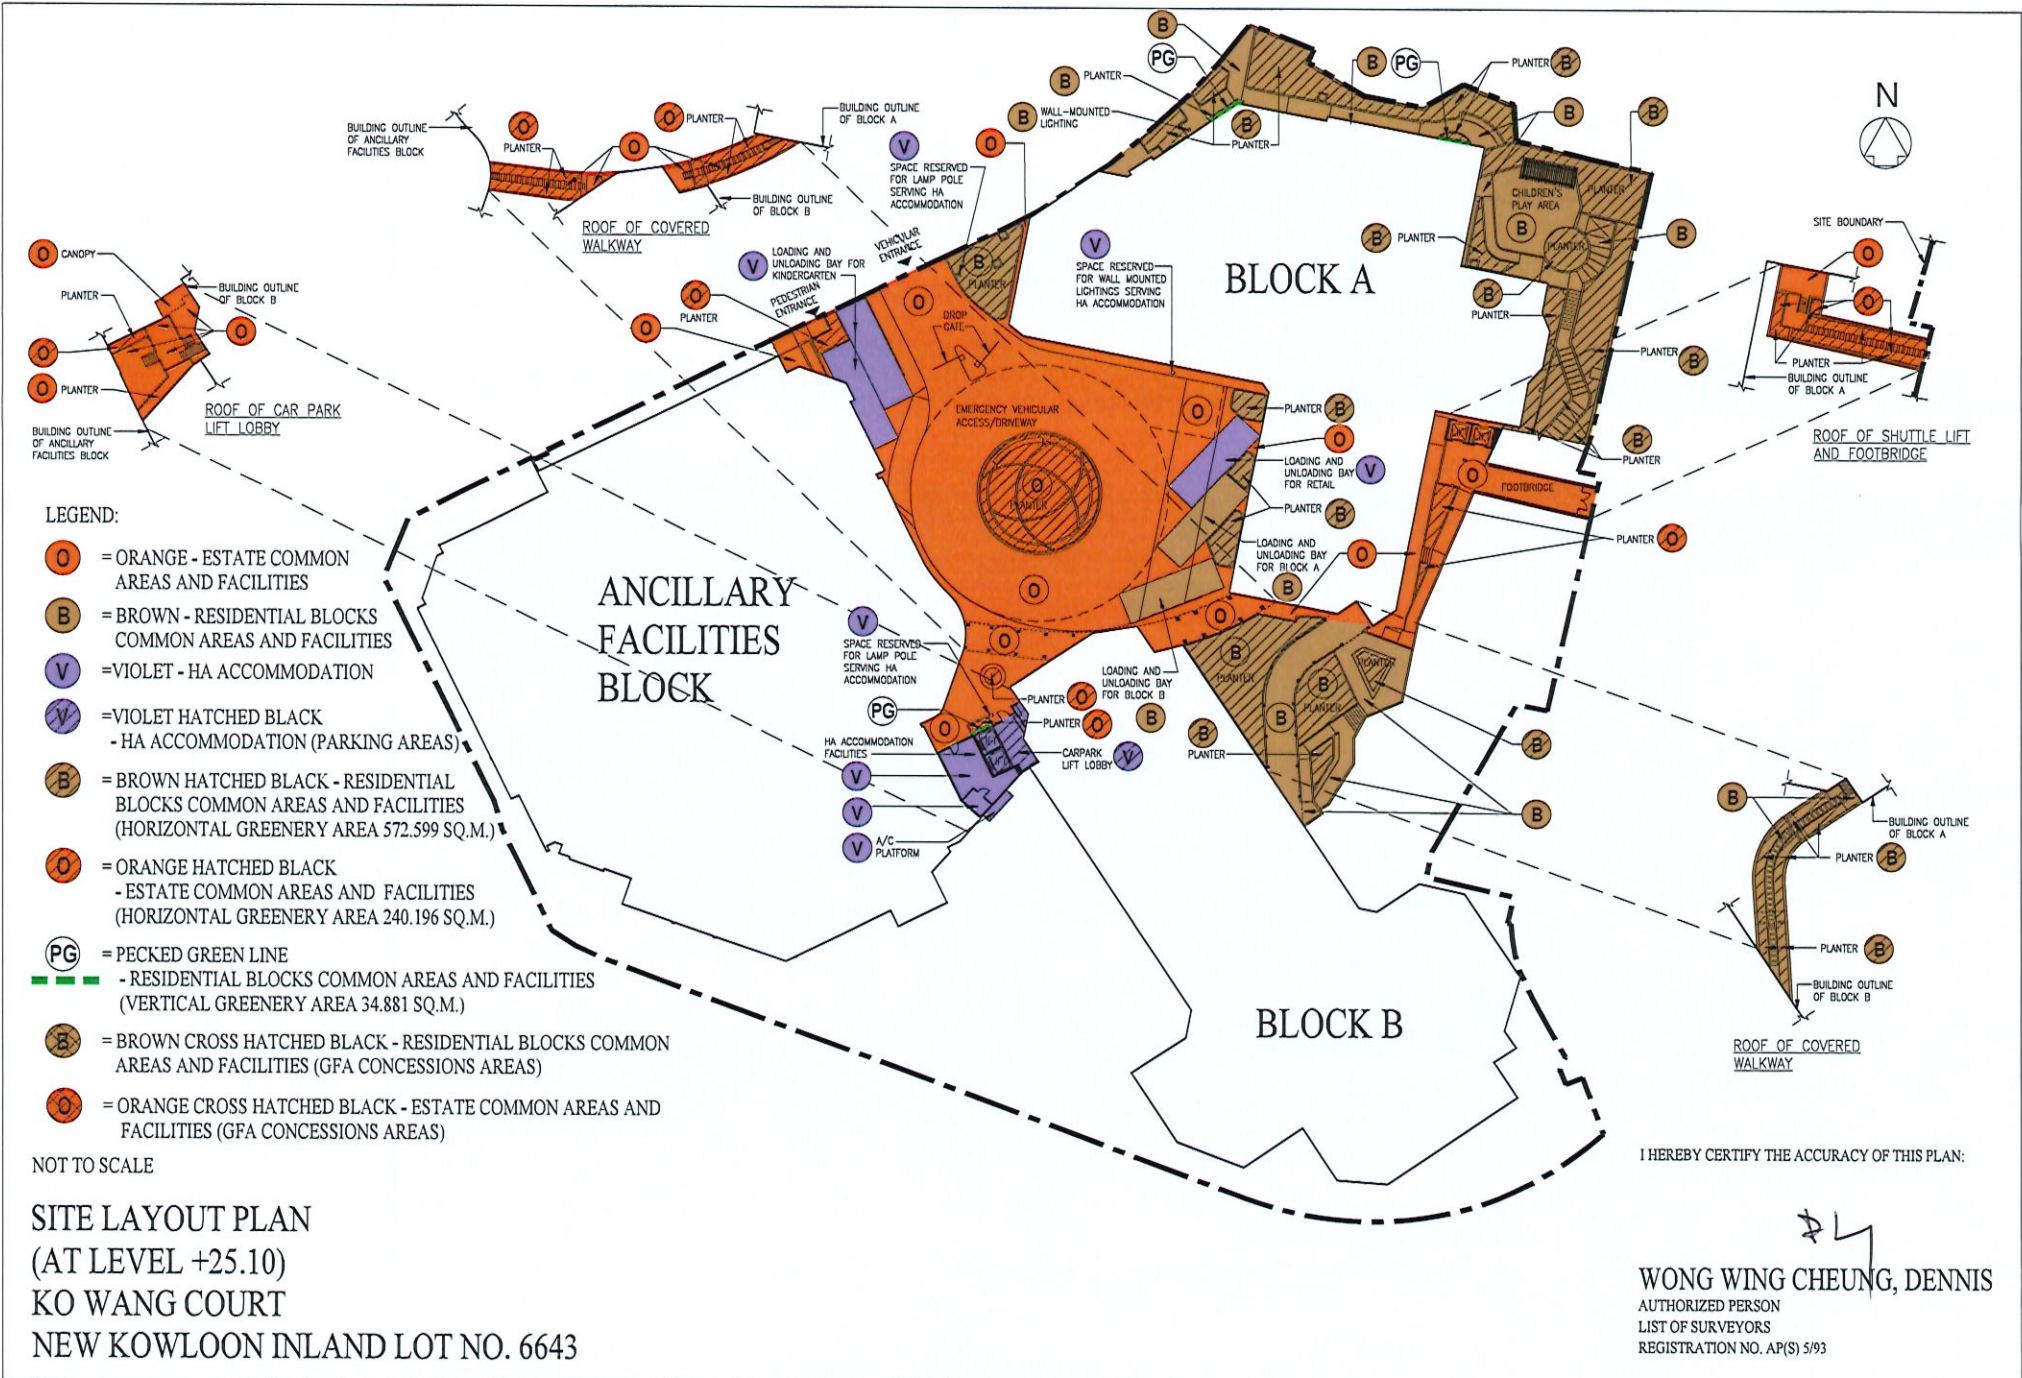 B
PG
B
PLANTER
B
WALL-MOUNTED
LIGHTING
B
PLANTER
B
PG
PLANTER
B
B
B
N
BUILDING OUTLINE
OF ANCILLARY
FACILITIES BLOCK
O
PLANTER
O
O
PLANTER
BUILDING OUTLINE
OF BLOCK A
BUILDING OUTLINE
OF BLOCK B
ROOF OF COVERED
WALKWAY
V
SPACE RESERVED
FOR LAMP POLE
SERVING HA
ACCOMMODATION
O
O
CANOPY
PLANTER
BUILDING OUTLINE
OF BLOCK B
O
O
O
PLANTER
ROOF OF CAR PARK
LIFT LOBBY
BUILDING OUTLINE
OF ANCILLARY
FACILITIES BLOCK
V
LOADING AND
UNLOADING BAY FOR
KINDERGARTEN
VEHICULAR
ENTRANCE
PEDESTRIAN
ENTRANCE
O
PLANTER
O
B
PLANTER
O
DROP
GATE
V
SPACE RESERVED
FOR WALL MOUNTED
LIGHTINGS SERVING
HA ACCOMMODATION
BLOCK A
CHILDREN'S
PLAY AREA
B
PLANTER
PLANTER
B
PLANTER
B
B
PLANTER
PLANTER
B
B
PLANTER
SITE BOUNDARY
O
O
PLANTER
BUILDING OUTLINE
OF BLOCK A
ROOF OF SHUTTLE LIFT
AND FOOTBRIDGE
EMERGENCY VEHICULAR
ACCESS/DRIVEWAY
O
PLANTER
O
O
PLANTER
B
O
LOADING AND
UNLOADING BAY
FOR RETAIL
V
PLANTER
B
LOADING AND
UNLOADING BAY
FOR BLOCK A
B
O
O
FOOTBRIDGE
PLANTER
O
ANCILLARY
FACILITIES
BLOCK
V
SPACE RESERVED
FOR LAMP POLE
SERVING HA
ACCOMMODATION
O
O
O
PLANTER
O
PLANTER
O
LOADING AND
UNLOADING BAY
FOR BLOCK B
B
PG
O
HA ACCOMMODATION
FACILITIES
V
V
V
A/C
PLATFORM
CARPARK
LIFT LOBBY
V
B
PLANTER
B
PLANTER
B
PLANTER
B
PLANTER
B
B
B
PLANTER
B
BUILDING OUTLINE
OF BLOCK A
PLANTER
B
BUILDING OUTLINE
OF BLOCK B
ROOF OF COVERED
WALKWAY
BLOCK B
LEGEND:
O = ORANGE - ESTATE COMMON
AREAS AND FACILITIES
B = BROWN - RESIDENTIAL BLOCKS
COMMON AREAS AND FACILITIES
V =VIOLET - HA ACCOMMODATION
V =VIOLET HATCHED BLACK
- HA ACCOMMODATION (PARKING AREAS)
B = BROWN HATCHED BLACK - RESIDENTIAL
BLOCKS COMMON AREAS AND FACILITIES
(HORIZONTAL GREENERY AREA 572.599 SQ.M.)
O = ORANGE HATCHED BLACK
- ESTATE COMMON AREAS AND FACILITIES
(HORIZONTAL GREENERY AREA 240.196 SQ.M.)
PG = PECKED GREEN LINE
- RESIDENTIAL BLOCKS COMMON AREAS AND FACILITIES
(VERTICAL GREENERY AREA 34.881 SQ.M.)
B = BROWN CROSS HATCHED BLACK - RESIDENTIAL BLOCKS COMMON
AREAS AND FACILITIES (GFA CONCESSIONS AREAS)
O = ORANGE CROSS HATCHED BLACK - ESTATE COMMON AREAS AND
FACILITIES (GFA CONCESSIONS AREAS)
NOT TO SCALE
SITE LAYOUT PLAN
(AT LEVEL +25.10)
KO WANG COURT
NEW KOWLOON INLAND LOT NO. 6643
I HEREBY CERTIFY THE ACCURACY OF THIS PLAN:
WONG WING CHEUNG, DENNIS
AUTHORIZED PERSON
LIST OF SURVEYORS
REGISTRATION NO. AP(S) 5/93